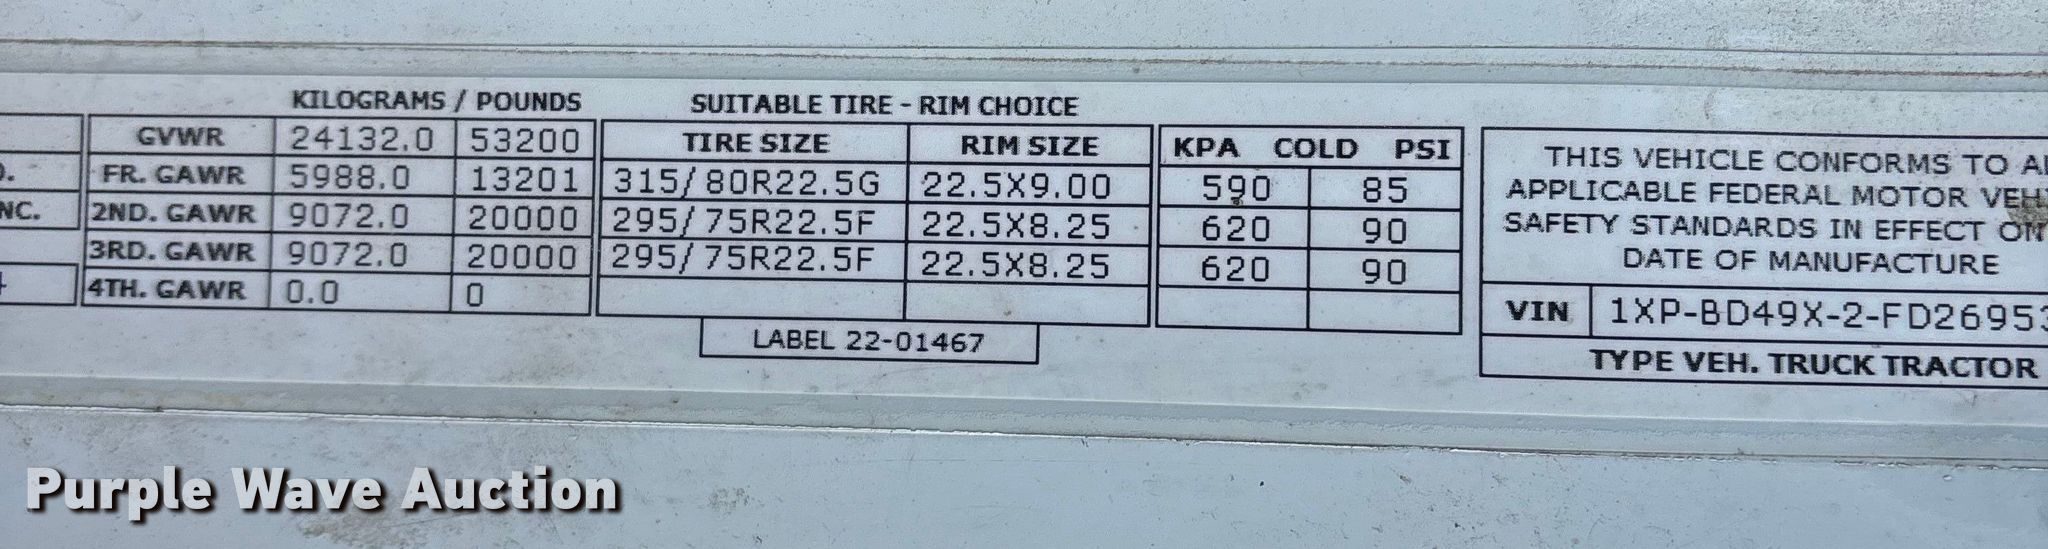 KILOGRAMS / POUNDS SUITABLE TIRE - RIM CHOICE
GVWR 24132.0 53200 TIRE SIZE RIM SIZE KPA COLD PSI
FR. GAWR 5988.0 13201 315/80R22.5G 22.5X9.00 590 85
NC. 2ND. GAWR 9072.0 20000 295/75R22.5F 22.5X8.25 620 90
3RD. GAWR 9072.0 20000 295/75R22.5F 22.5X8.25 620 90
4TH. GAWR 0.0 0
LABEL 22-01467
THIS VEHICLE CONFORMS TO
APPLICABLE FEDERAL MOTOR VEH
SAFETY STANDARDS IN EFFECT ON
DATE OF MANUFACTURE
VIN 1XP-BD49X-2-FD26953
TYPE VEH. TRUCK TRACTOR
Purple Wave Auction